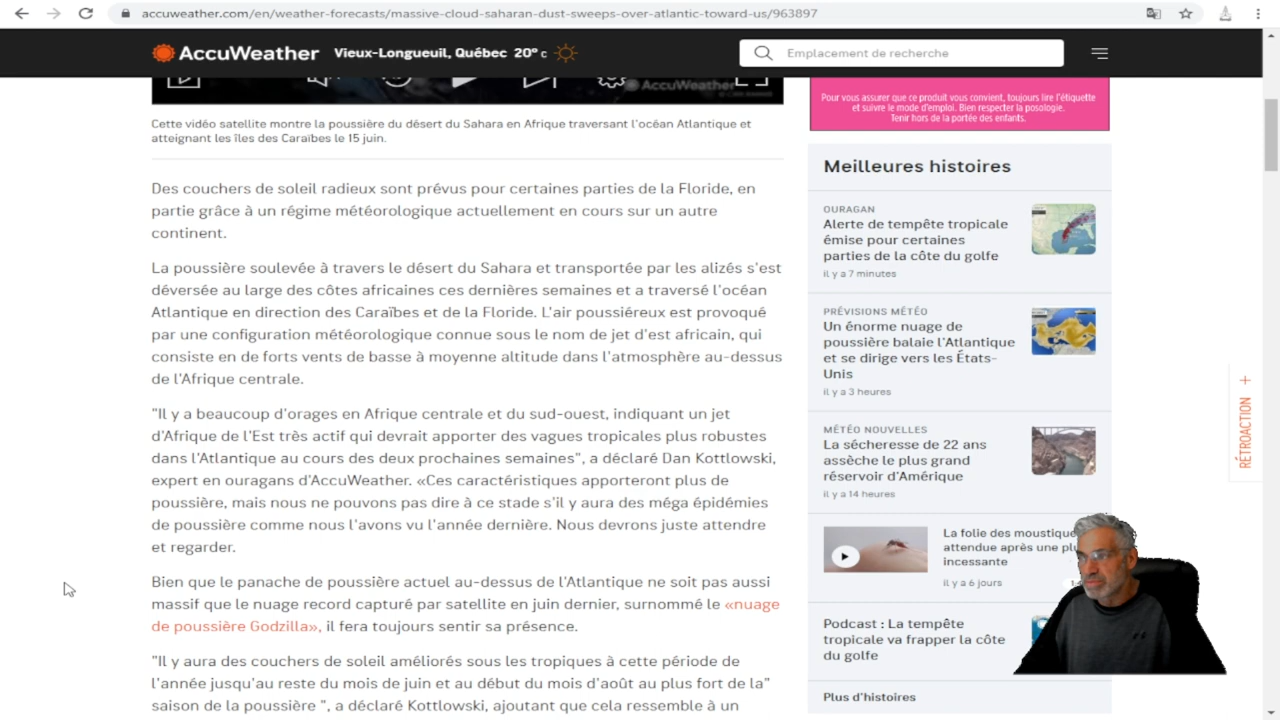 accuweather.com/en/weather-forecasts/massive-cloud-saharan-dust-sweeps-over-atlantic-toward-us/963897
AccuWeather
Vieux-Longueuil, Québec 20° c
Emplacement de recherche
AccuWeather
Cette vidéo satellite montre la poussière du désert du Sahara en Afrique traversant l'océan Atlantique et
atteignant les îles des Caraïbes le 15 juin.
Des couchers de soleil radieux sont prévus pour certaines parties de la Floride, en
partie grâce à un régime météorologique actuellement en cours sur un autre
continent.
La poussière soulevée à travers le désert du Sahara et transportée par les alizés s'est
déversée au large des côtes africaines ces dernières semaines et a traversé l'océan
Atlantique en direction des Caraïbes et de la Floride. L'air poussiéreux est provoqué
par une configuration météorologique connue sous le nom de jet d'est africain, qui
consiste en de forts vents de basse à moyenne altitude dans l'atmosphère au-dessus
de l'Afrique centrale.
"Il y a beaucoup d'orages en Afrique centrale et du sud-ouest, indiquant un jet
d'Afrique de l'Est très actif qui devrait apporter des vagues tropicales plus robustes
dans l'Atlantique au cours des deux prochaines semaines", a déclaré Dan Kottlowski,
expert en ouragans d'AccuWeather. «Ces caractéristiques apporteront plus de
poussière, mais nous ne pouvons pas dire à ce stade s'il y aura des méga épidémies
de poussière comme nous l'avons vu l'année dernière. Nous devrons juste attendre
et regarder.
Bien que le panache de poussière actuel au-dessus de l'Atlantique ne soit pas aussi
massif que le nuage record capturé par satellite en juin dernier, surnommé le «nuage
de poussière Godzilla», il fera toujours sentir sa présence.
"Il y aura des couchers de soleil améliorés sous les tropiques à cette période de
l'année jusqu'au reste du mois de juin et au début du mois d'août au plus fort de la"
saison de la poussière ", a déclaré Kottlowski, ajoutant que cela ressemble à un
Pour vous assurer que ce produit vous convient, toujours lire l'étiquette
et suivre le mode d'emploi. Bien respecter la posologie.
Tenir hors de la portée des enfants.
Meilleures histoires
OURAGAN
Alerte de tempête tropicale
émise pour certaines
parties de la côte du golfe
il y a 7 minutes
PRÉVISIONS MÉTÉO
Un énorme nuage de
poussière balaie l'Atlantique
et se dirige vers les États-
Unis
il y a 3 heures
MÉTÉO NOUVELLES
La sécheresse de 22 ans
assèche le plus grand
réservoir d'Amérique
il y a 14 heures
La folie des moustique
attendue après une plu
incessante
il y a 6 jours
Podcast : La tempête
tropicale va frapper la côte
du golfe
Plus d'histoires
RÉTROACTION +